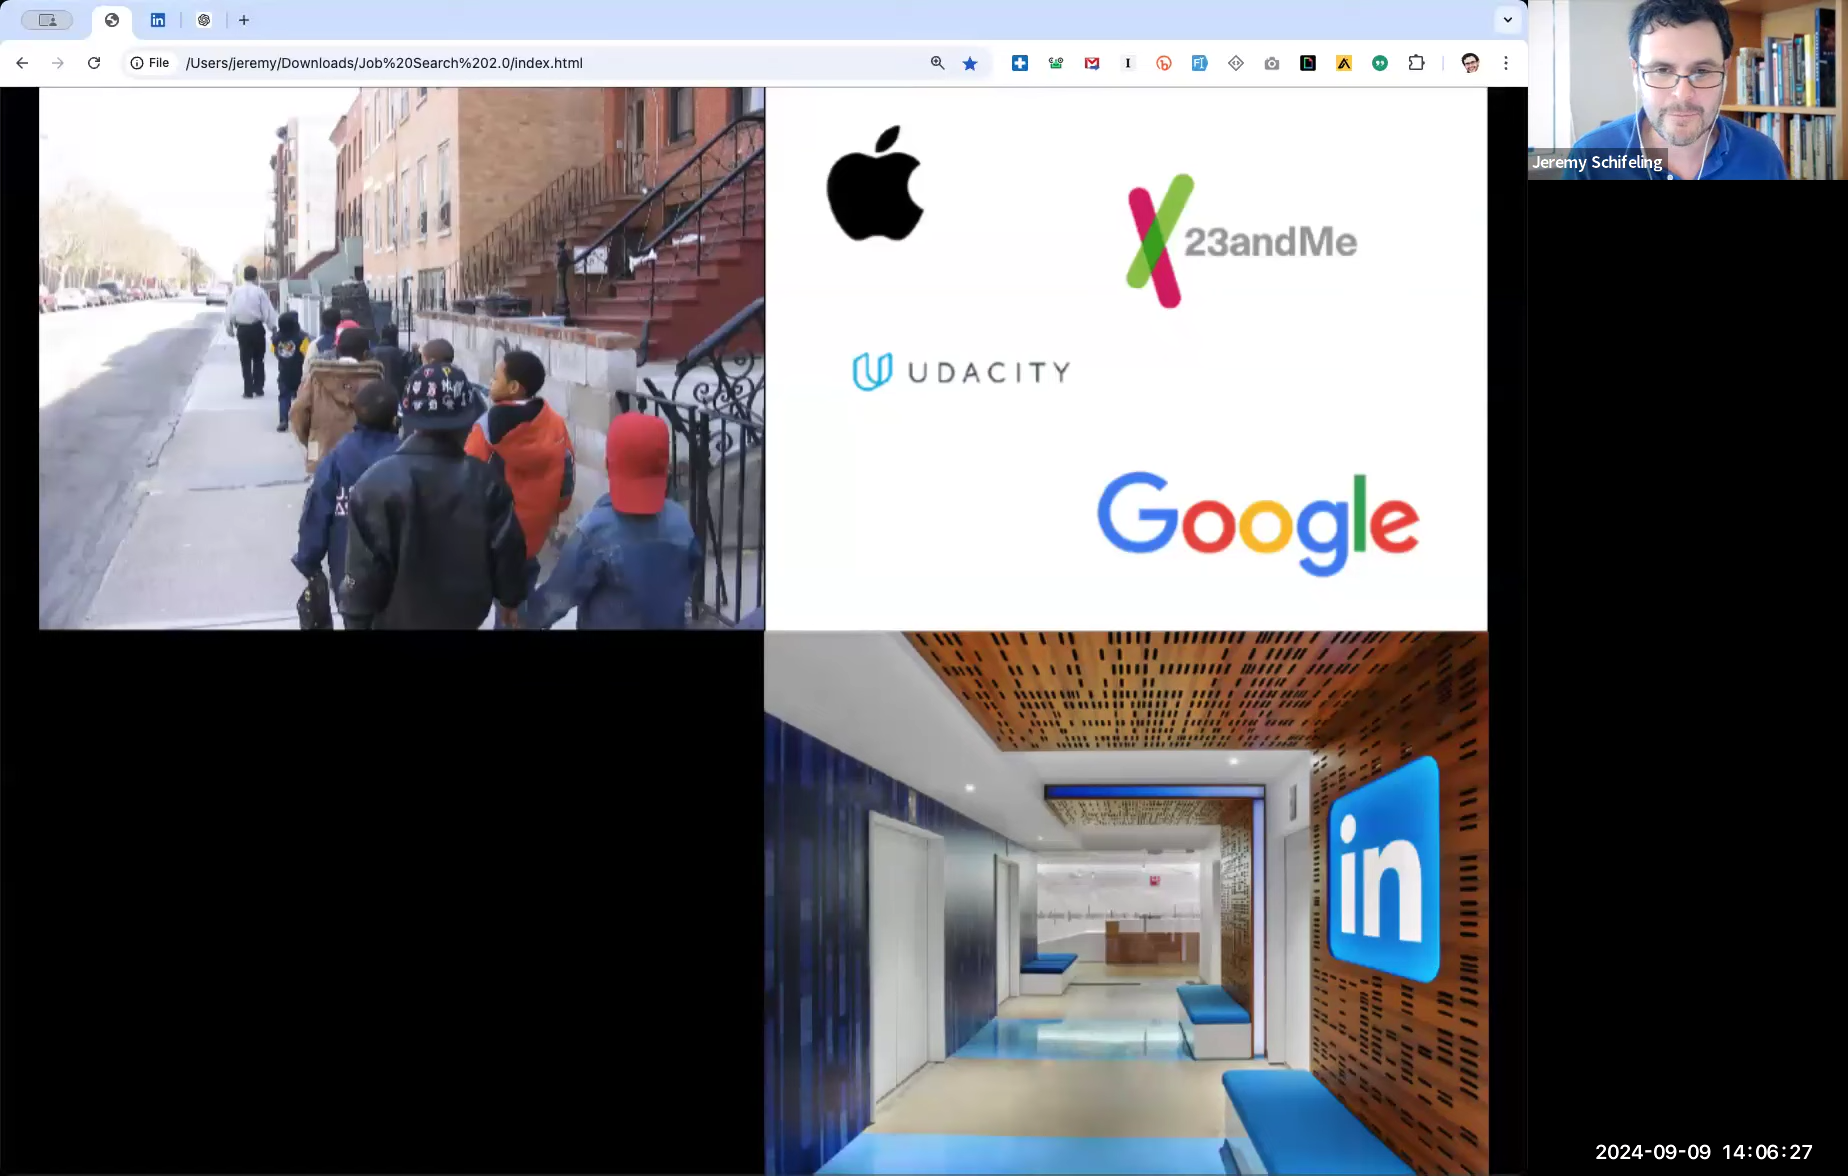 File
/Users/jeremy/Downloads/Job%20Search%202.0/index.html
Jeremy Schifeling
23andMe
UDACITY
Google
in
2024-09-09 14:06:27